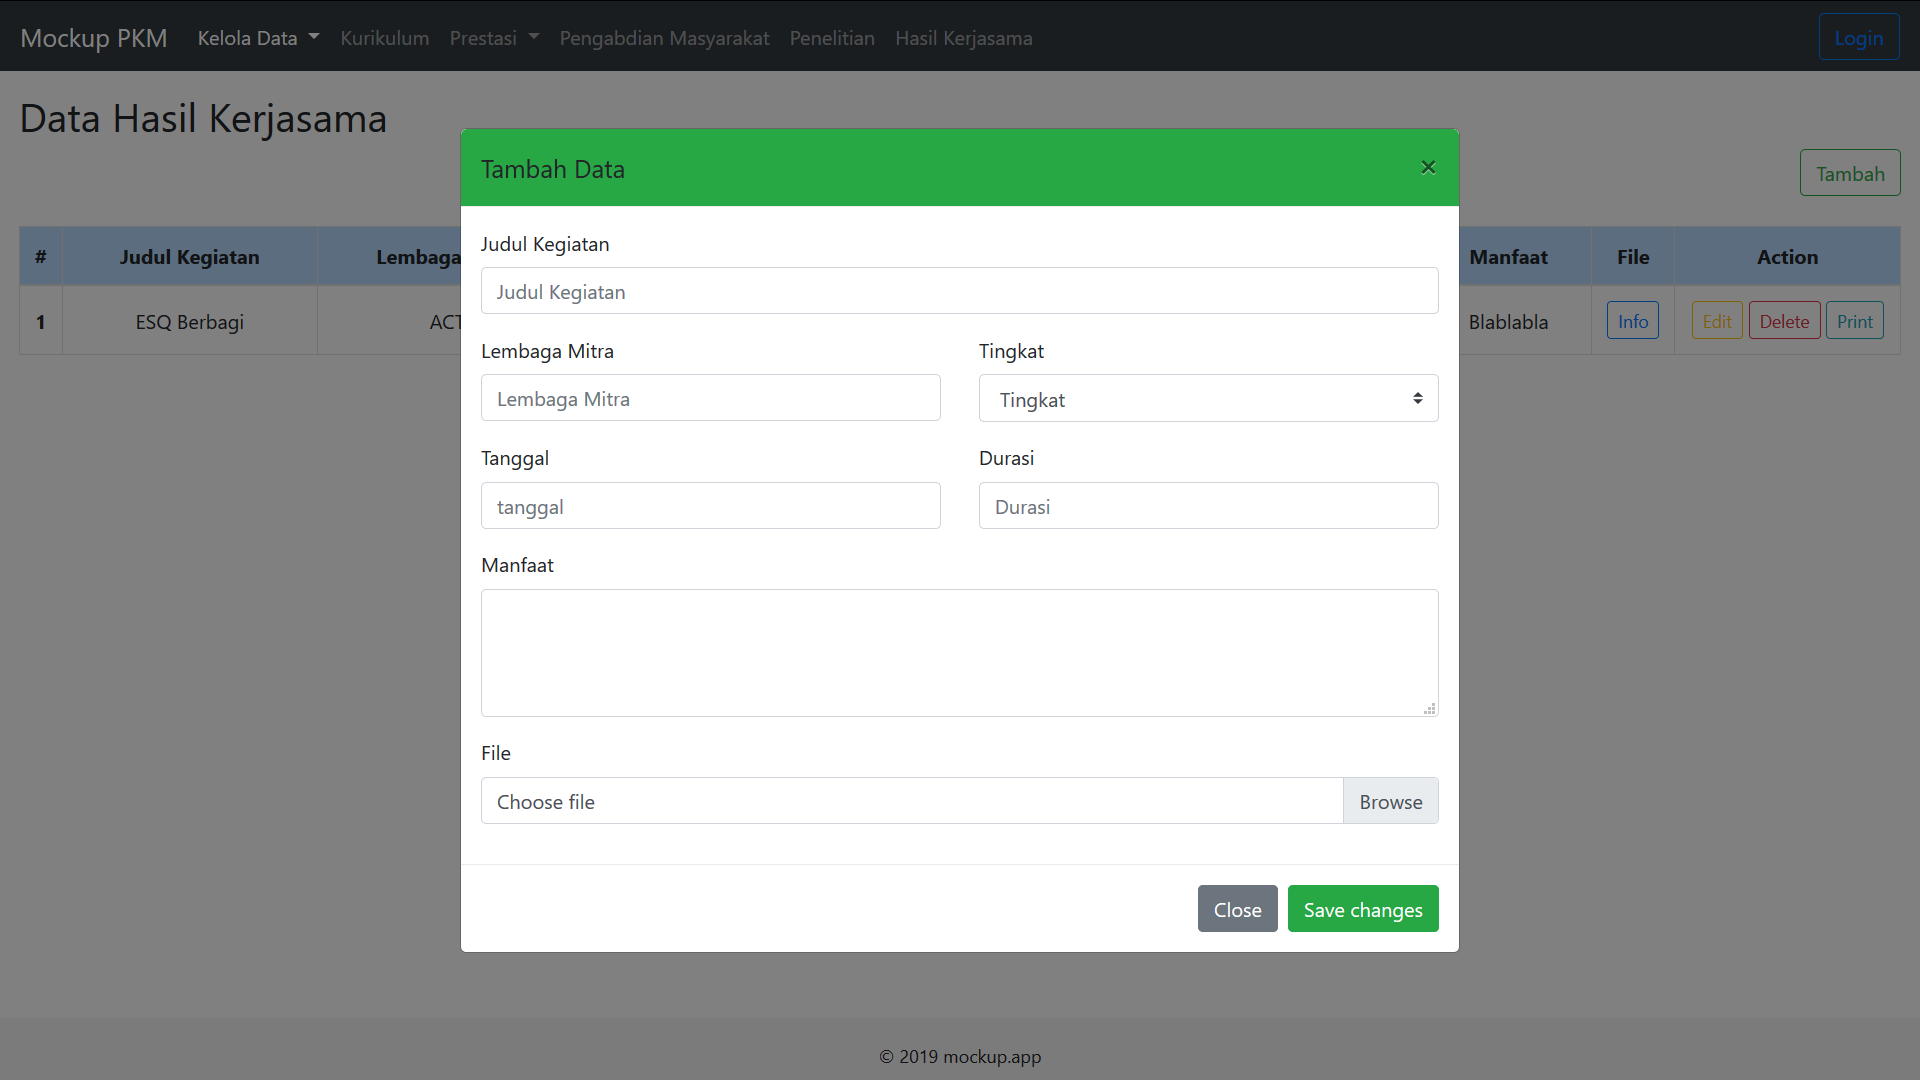 Mockup PKM Kelola Data Kurikulum Prestasi Pengabdian Masyarakat Penelitian Hasil Kerjasama Login
Data Hasil Kerjasama
Tambah
# Judul Kegiatan Lembaga Manfaat File Action
1 ESQ Berbagi ACT Blablabla Info Edit Delete Print
Tambah Data ×
Judul Kegiatan
Judul Kegiatan
Lembaga Mitra Tingkat
Lembaga Mitra Tingkat
Tanggal Durasi
tanggal Durasi
Manfaat
File
Choose file Browse
Close Save changes
© 2019 mockup.app